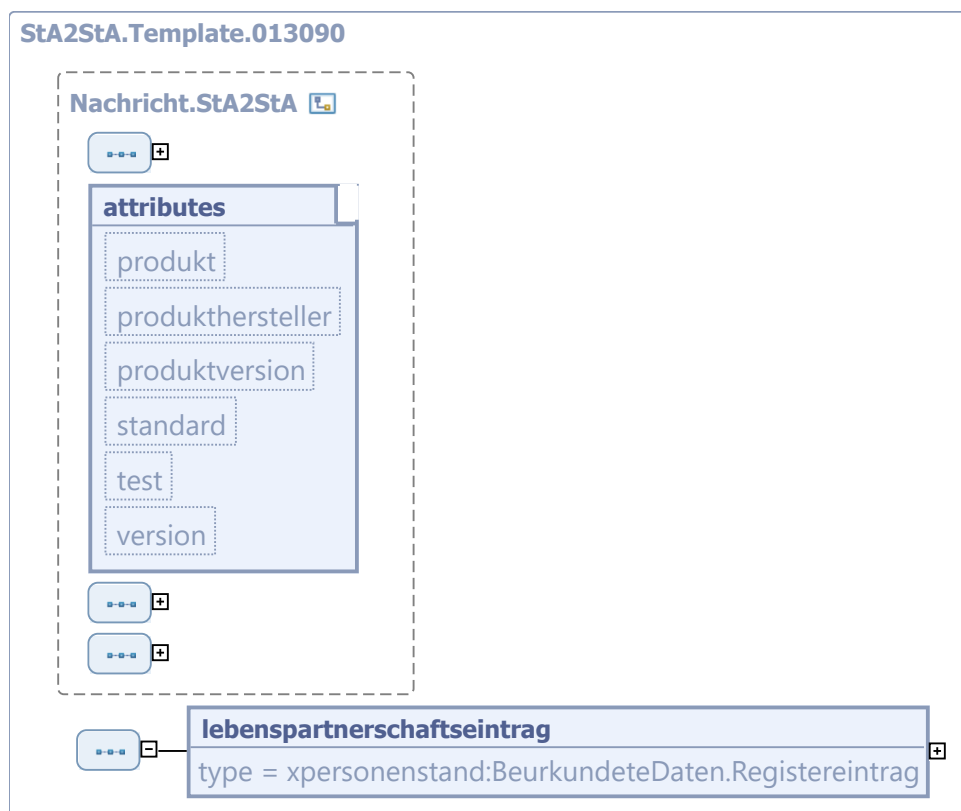 StA2StA.Template.013090
Nachricht.StA2StA
attributes
produkt
produkthersteller
produktversion
standard
test
version
lebenspartnerschaftseintrag
type = xpersonenstand:BeurkundeteDaten.Registereintrag